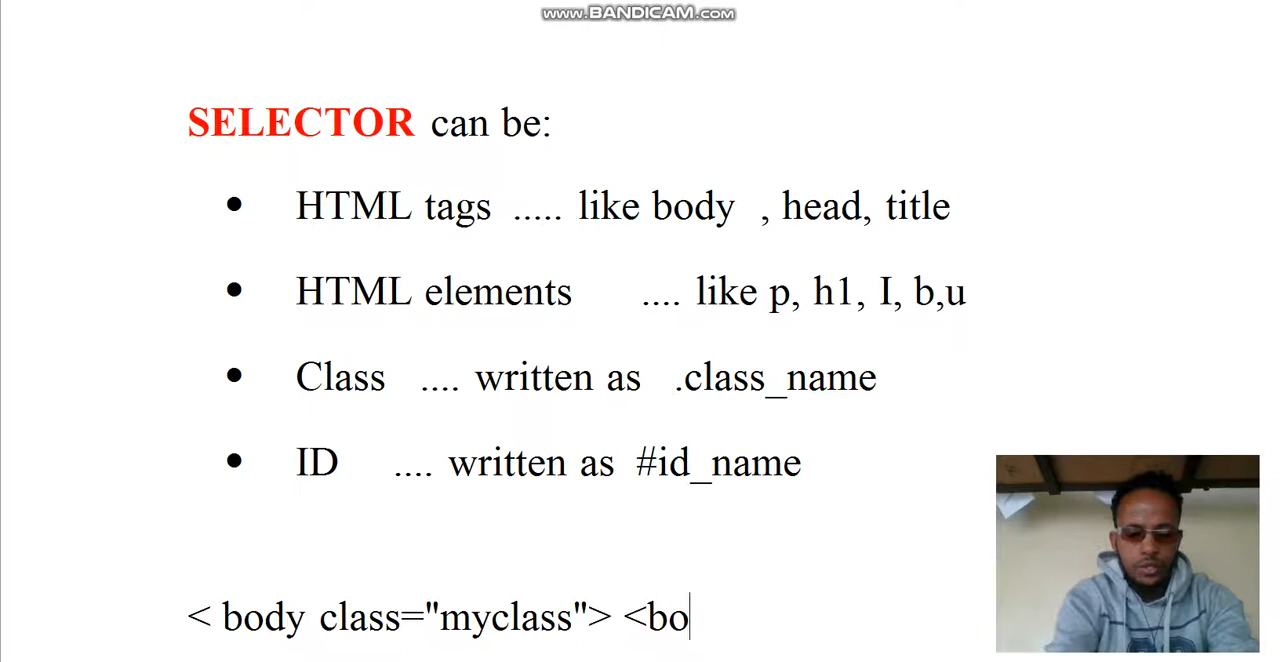 www.BANDICAM.com
SELECTOR can be:
• HTML tags ..... like body , head, title
• HTML elements .... like p, h1, I, b,u
• Class .... written as .class_name
• ID .... written as #id_name
< body class="myclass"> <bo